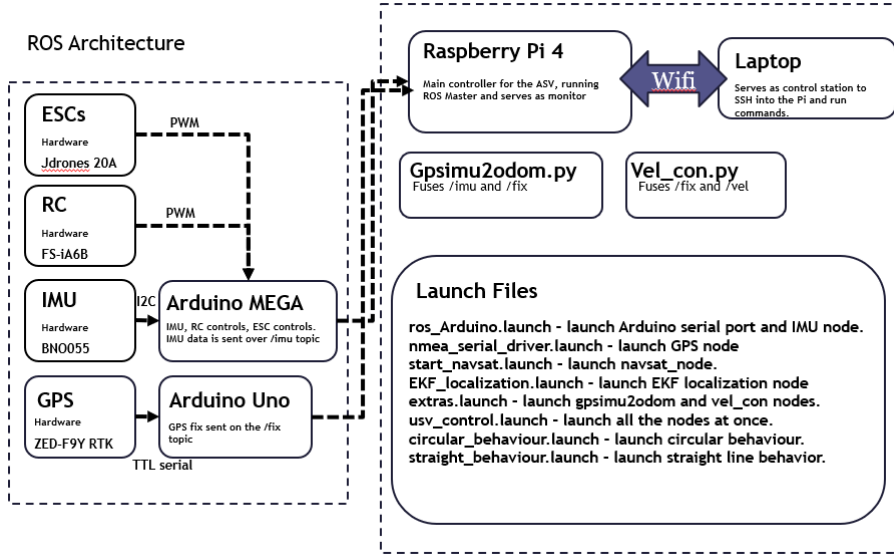 ROS Architecture
ESCs
Hardware
Jdrones 20A
PWM
RC
Hardware
FS-iA6B
PWM
IMU
Hardware
BNO055
I2C
Arduino MEGA
IMU, RC controls, ESC controls.
IMU data is sent over /imu topic
GPS
Hardware
ZED-F9Y RTK
TTL serial
Arduino Uno
GPS fix sent on the /fix
topic
Raspberry Pi 4
Main controller for the ASV, running
ROS Master and serves as monitor
Wifi
Laptop
Serves as control station to
SSH into the Pi and run
commands.
Gpsimu2odom.py
Fuses /imu and /fix
Vel_con.py
Fuses /fix and /vel
Launch Files
ros_Arduino.launch - launch Arduino serial port and IMU node.
nmea_serial_driver.launch - launch GPS node
start_navsat.launch - launch navsat_node.
EKF_localization.launch - launch EKF localization node
extras.launch - launch gpsimu2odom and vel_con nodes.
usv_control.launch - launch all the nodes at once.
circular_behaviour.launch - launch circular behaviour.
straight_behaviour.launch - launch straight line behavior.